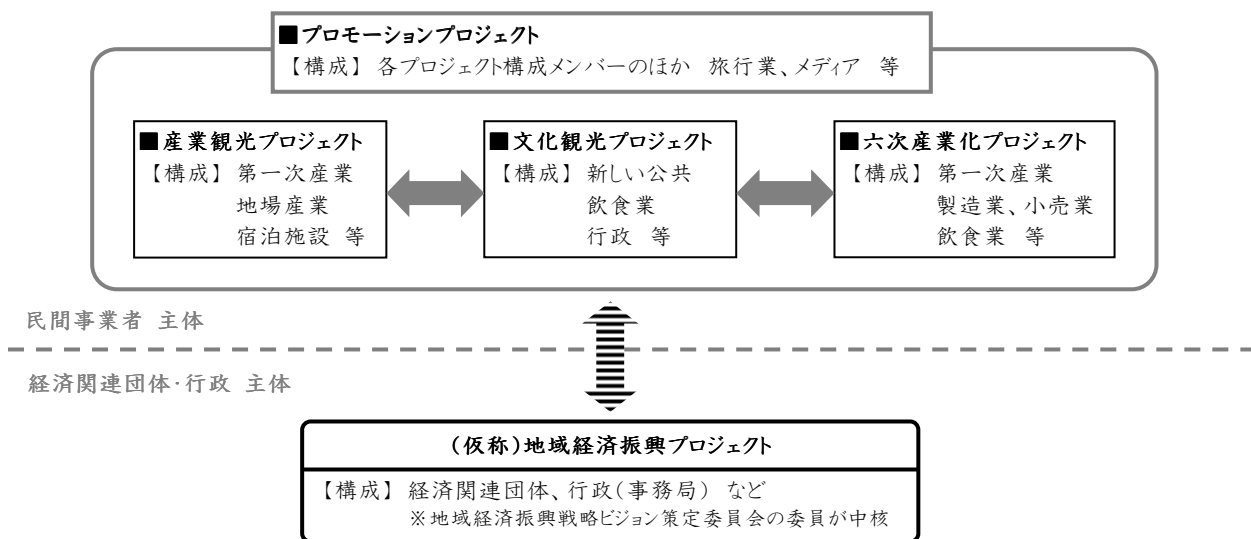 ■プロモーションプロジェクト
【構成】 各プロジェクト構成メンバーのほか 旅行業、メディア 等
■産業観光プロジェクト
【構成】 第一次産業
地場産業
宿泊施設 等
■文化観光プロジェクト
【構成】 新しい公共
飲食業
行政 等
■六次産業化プロジェクト
【構成】 第一次産業
製造業、小売業
飲食業 等
民間事業者 主体
経済関連団体・行政 主体
(仮称)地域経済振興プロジェクト
【構成】 経済関連団体、行政(事務局) など
※地域経済振興戦略ビジョン策定委員会の委員が中核